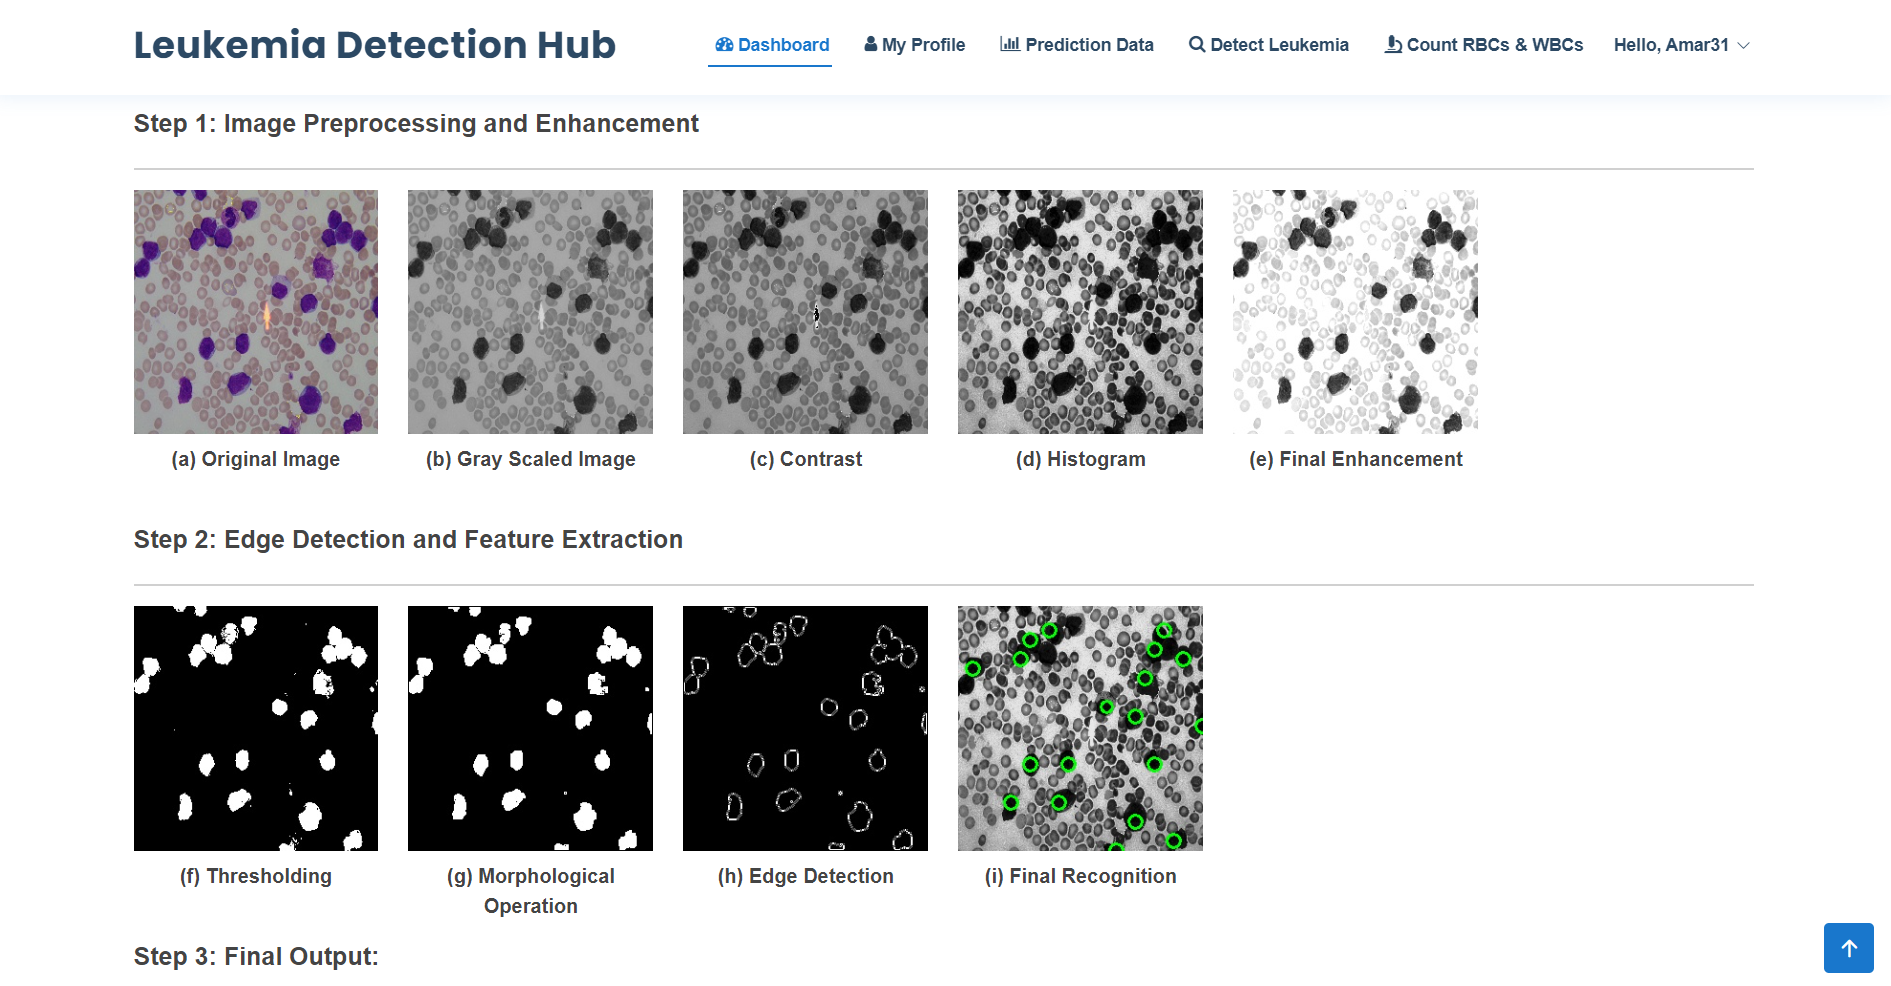 Leukemia Detection Hub
Dashboard
My Profile
Prediction Data
Detect Leukemia
Count RBCs & WBCs
Hello, Amar31
Step 1: Image Preprocessing and Enhancement
(a) Original Image
(b) Gray Scaled Image
(c) Contrast
(d) Histogram
(e) Final Enhancement
Step 2: Edge Detection and Feature Extraction
(f) Thresholding
(g) Morphological
Operation
(h) Edge Detection
(i) Final Recognition
Step 3: Final Output: